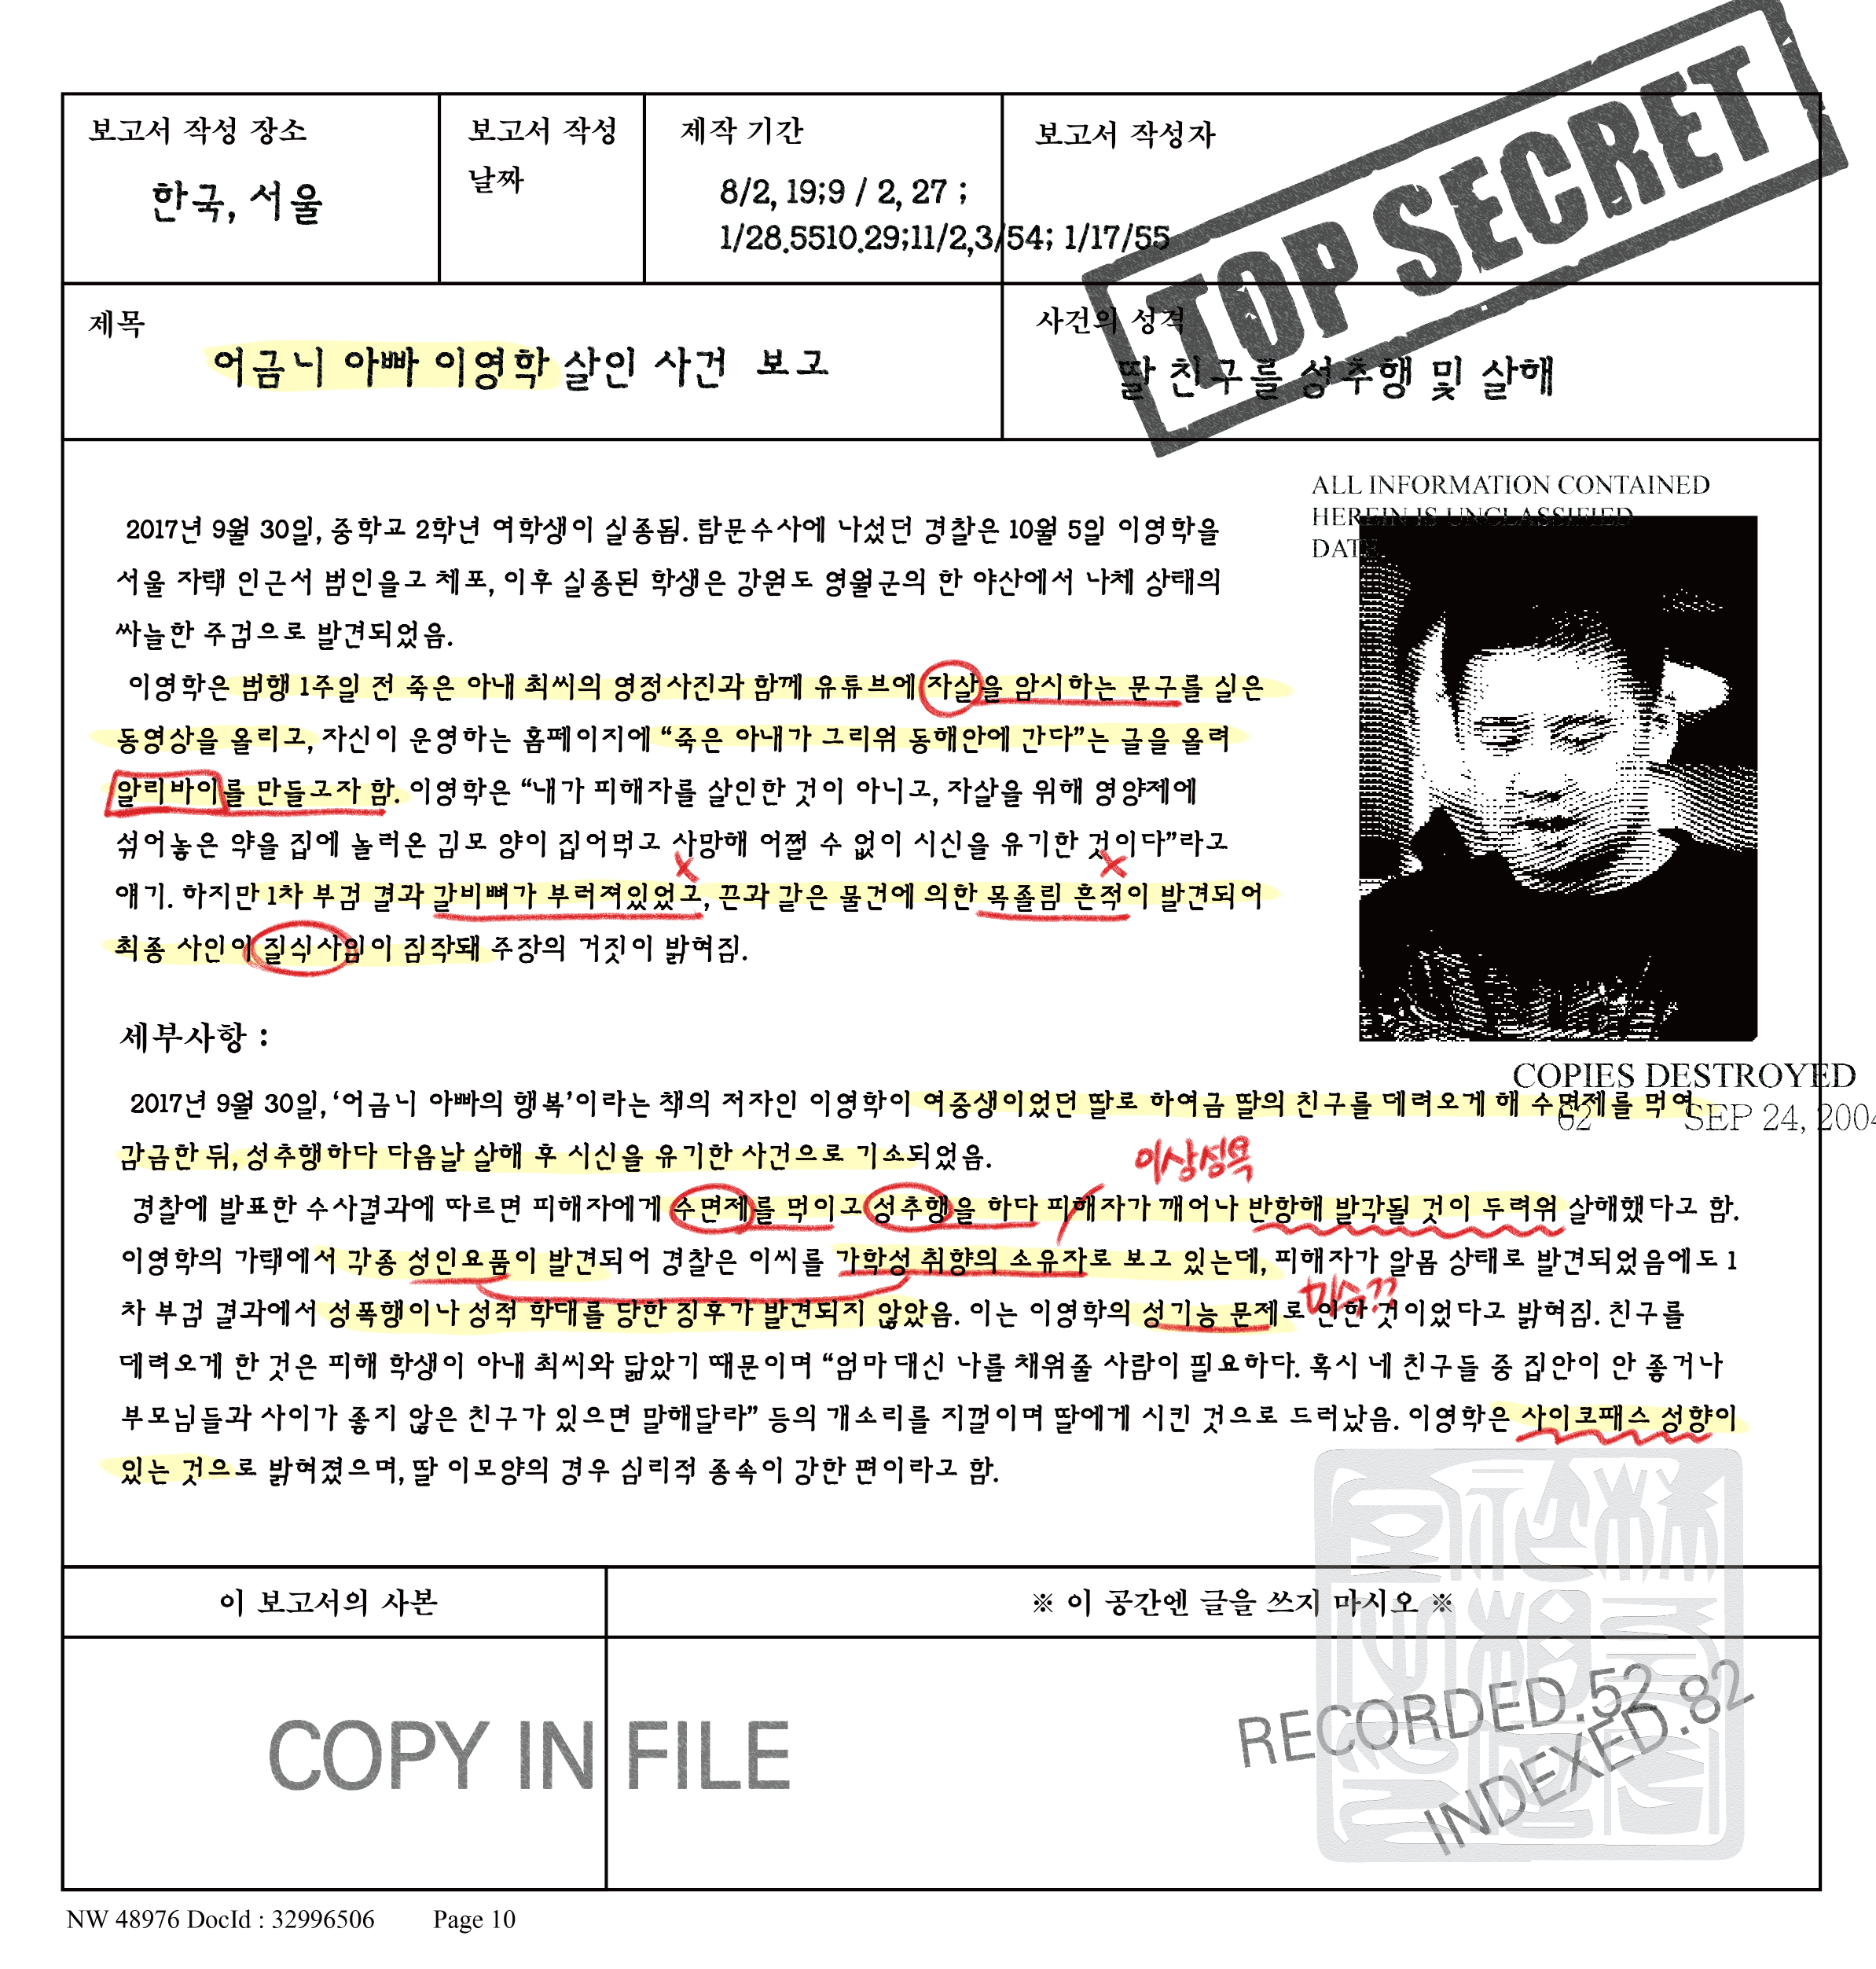 TOP SECRET
보고서 작성 장소
한국, 서울
보고서 작성
날짜
제작 기간
8/2, 19;9 / 2, 27 ;
1/28.5510.29;11/2,3/54; 1/17/55
보고서 작성자
제목
어금니 아빠 이영학 살인 사건 보고
사건의 성격
딸 친구를 성추행 및 살해
ALL INFORMATION CONTAINED
HEREIN IS UNCLASSIFIED
DATE
2017년 9월 30일, 중학교 2학년 여학생이 실종됨. 탐문수사에 나섰던 경찰은 10월 5일 이영학을
서울 자택 인근서 범인을고 체포, 이후 실종된 학생은 강원도 영월군의 한 야산에서 나체 상태의
싸늘한 주검으로 발견되었음.
이영학은 범행 1주일 전 죽은 아내 최씨의 영정사진과 함께 유튜브에 자살을 암시하는 문구를 실은
동영상을 올리고, 자신이 운영하는 홈페이지에 “죽은 아내가 그리워 동해안에 간다”는 글을 올려
알리바이를 만들고자 함. 이영학은 “내가 피해자를 살인한 것이 아니고, 자살을 위해 영양제에
섞어놓은 약을 집에 놀러온 김모 양이 집어먹고 사망해 어쩔 수 없이 시신을 유기한 것이다”라고
얘기. 하지만 1차 부검 결과 갈비뼈가 부러져있었고, 끈과 같은 물건에 의한 목졸림 흔적이 발견되어
최종 사인이 질식사임이 짐작돼 주장의 거짓이 밝혀짐.
세부사항 :
COPIES DESTROYED
62 SEP 24, 2004
2017년 9월 30일, ‘어금니 아빠의 행복’이라는 책의 저자인 이영학이 여중생이었던 딸로 하여금 딸의 친구를 데려오게 해 수면제를 먹여
감금한 뒤, 성추행하다 다음날 살해 후 시신을 유기한 사건으로 기소되었음.
이상성욕
경찰에 발표한 수사결과에 따르면 피해자에게 수면제를 먹이고 성추행을 하다 피해자가 깨어나 반항해 발각될 것이 두려워 살해했다고 함.
이영학의 가택에서 각종 성인요품이 발견되어 경찰은 이씨를 가학성 취향의 소유자로 보고 있는데, 피해자가 알몸 상태로 발견되었음에도 1
미수??
차 부검 결과에서 성폭행이나 성적 학대를 당한 징후가 발견되지 않았음. 이는 이영학의 성기능 문제로 인한 것이었다고 밝혀짐. 친구를
데려오게 한 것은 피해 학생이 아내 최씨와 닮았기 때문이며 “엄마 대신 나를 채워줄 사람이 필요하다. 혹시 네 친구들 중 집안이 안 좋거나
부모님들과 사이가 좋지 않은 친구가 있으면 말해달라” 등의 개소리를 지껄이며 딸에게 시킨 것으로 드러났음. 이영학은 사이코패스 성향이
있는 것으로 밝혀졌으며, 딸 이모양의 경우 심리적 종속이 강한 편이라고 함.
이 보고서의 사본
※ 이 공간엔 글을 쓰지 마시오 ※
COPY IN FILE
RECORDED.52
INDEXED.82
NW 48976 DocId : 32996506 Page 10